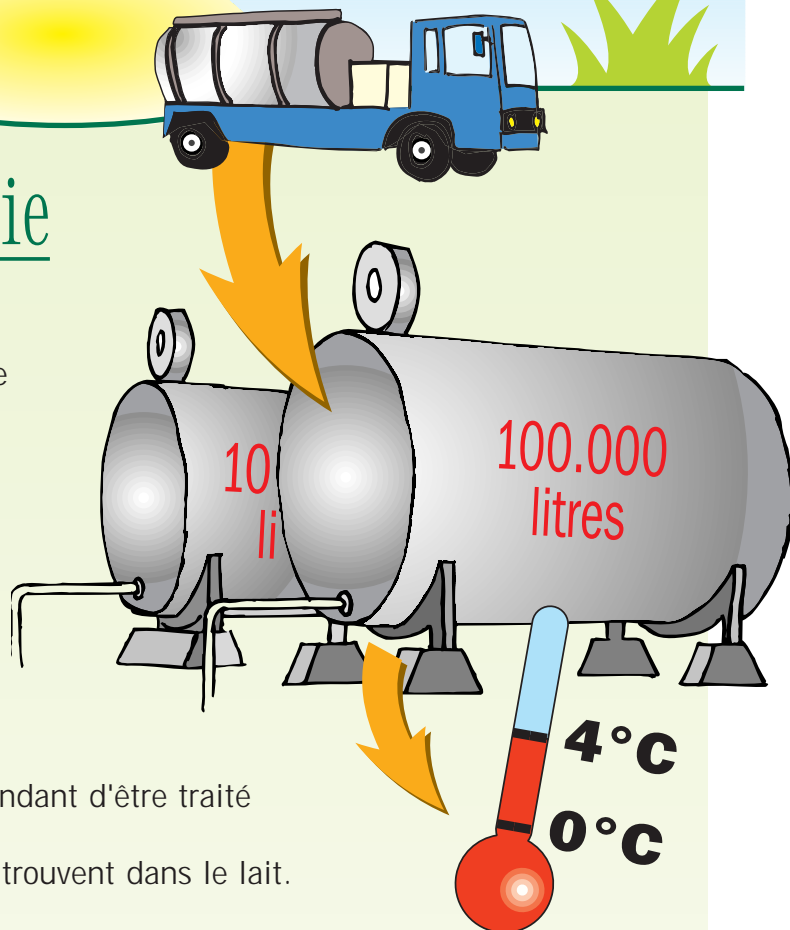 ie
e
10
li
100.000
litres
4°C
0°C
ndant d'être traité
trouvent dans le lait.